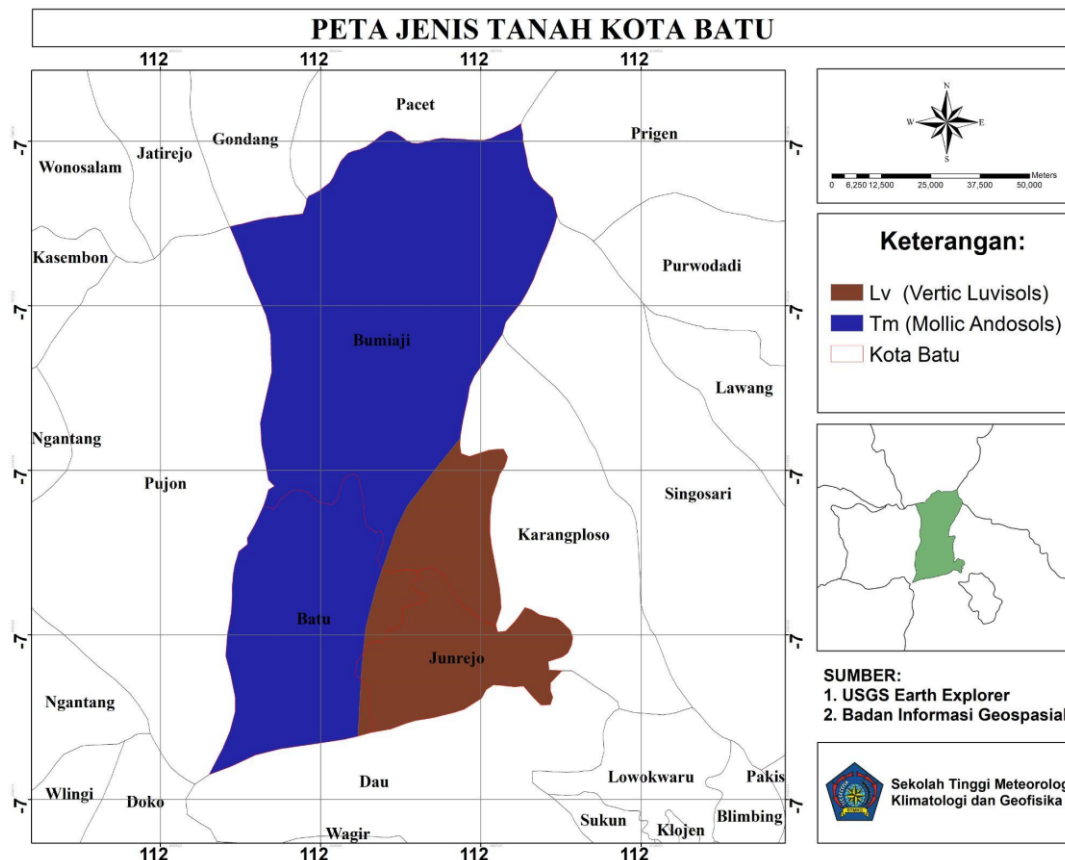 PETA JENIS TANAH KOTA BATU
112 112 112 112
Pacet
Prigen
Gondang
Jatirejo
Wonosalam
-7 -7
Kasembon
Purwodadi
-7 -7
Bumiaji
Lawang
Ngantang
-7 -7
Pujon
Singosari
Karangploso
Batu
-7 -7
Junrejo
Ngantang
Dau
Lowokwaru
Pakis
Wlingi
Doko
-7 -7
Sukun
Blimbing
Klojen
Wagir
112 112 112 112
N
W E
S
Meters
0 6,250 12,500 25,000 37,500 50,000
Keterangan:
Lv (Vertic Luvisols)
Tm (Mollic Andosols)
Kota Batu
SUMBER:
1. USGS Earth Explorer
2. Badan Informasi Geospasial
Sekolah Tinggi Meteorolog
Klimatologi dan Geofisika